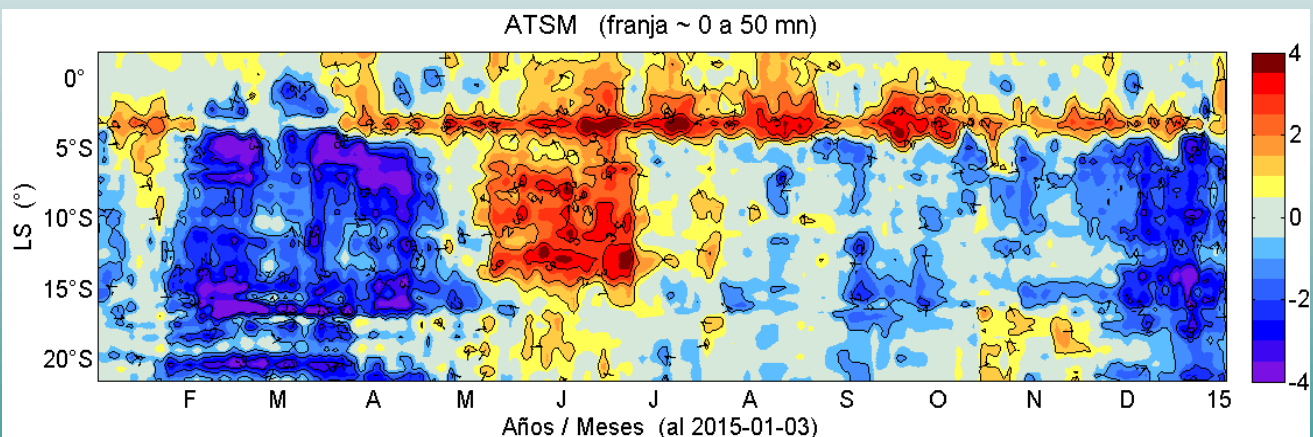 ATSM (franja ~ 0 a 50 mn)
LS (°)
0°
5°S
10°S
15°S
20°S
F M A M J J A S O N D 15
Años / Meses (al 2015-01-03)
4
2
0
-2
-4